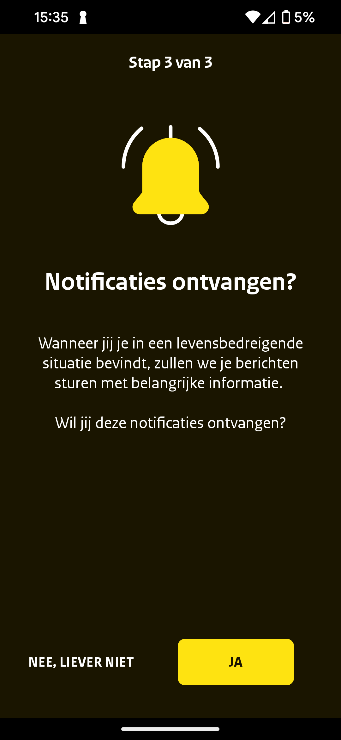 15:35
5%
Stap 3 van 3
Notificaties ontvangen?
Wanneer jij je in een levensbedreigende
situatie bevindt, zullen we je berichten
sturen met belangrijke informatie.
Wil jij deze notificaties ontvangen?
NEE, LIEVER NIET
JA